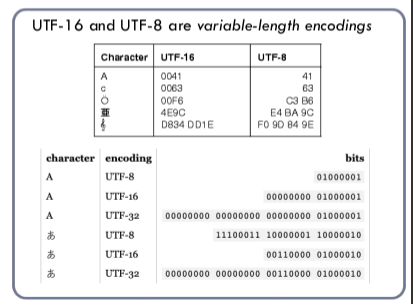 UTF-16 and UTF-8 are variable-length encodings
Character UTF-16 UTF-8
A 0041 41
c 0063 63
Ö 00F6 C3 B6
亜 4E9C E4 BA 9C
𝄞 D834 DD1E F0 9D 84 9E
character encoding bits
A UTF-8 01000001
A UTF-16 00000000 01000001
A UTF-32 00000000 00000000 00000000 01000001
あ UTF-8 11100011 10000001 10000010
あ UTF-16 00110000 01000010
あ UTF-32 00000000 00000000 00110000 01000010